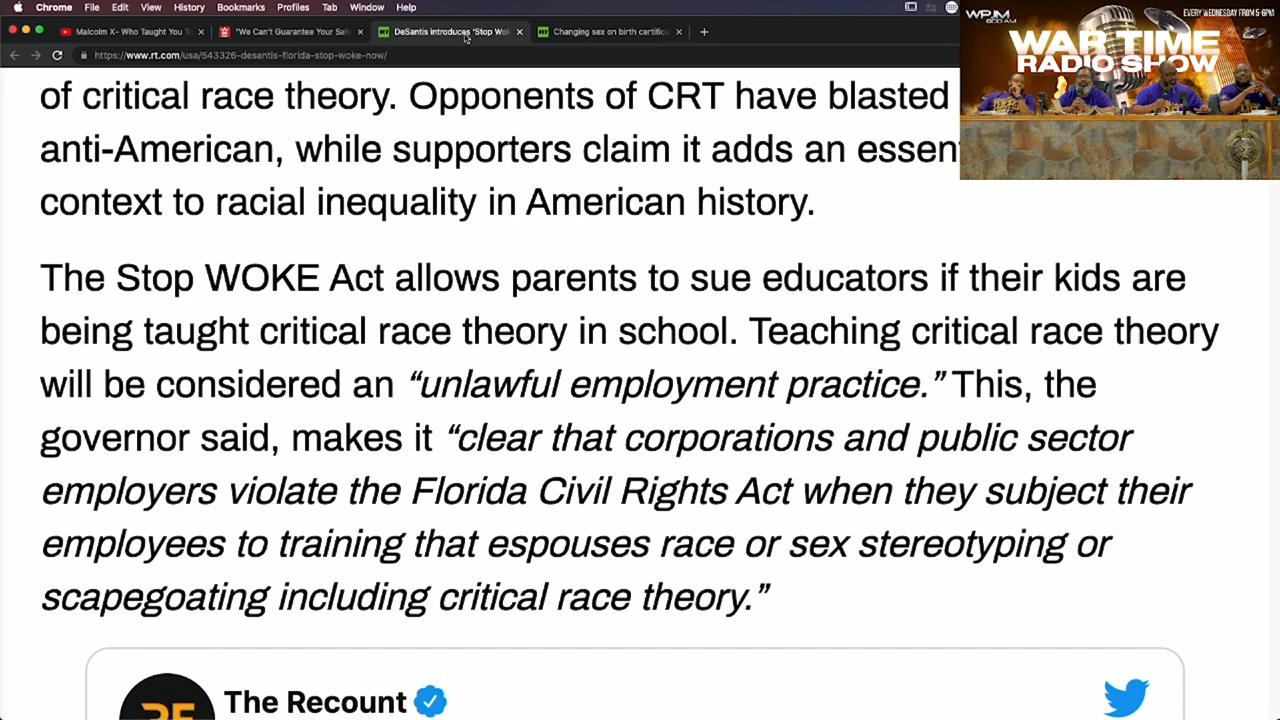 Chrome File Edit View History Bookmarks Profiles Tab Window Help
Malcolm X- Who Taught You T
"We Can't Guarantee Your Saf
DeSantis introduces 'Stop Wok
Changing sex on birth certific
https://www.rt.com/usa/543326-desantis-florida-stop-woke-now/
WPJM
800 AM
EVERY WEDNESDAY FROM 5-6PM
WAR TIME
RADIO SHOW
of critical race theory. Opponents of CRT have blasted
anti-American, while supporters claim it adds an essen
context to racial inequality in American history.
The Stop WOKE Act allows parents to sue educators if their kids are
being taught critical race theory in school. Teaching critical race theory
will be considered an “unlawful employment practice.” This, the
governor said, makes it “clear that corporations and public sector
employers violate the Florida Civil Rights Act when they subject their
employees to training that espouses race or sex stereotyping or
scapegoating including critical race theory.”
The Recount